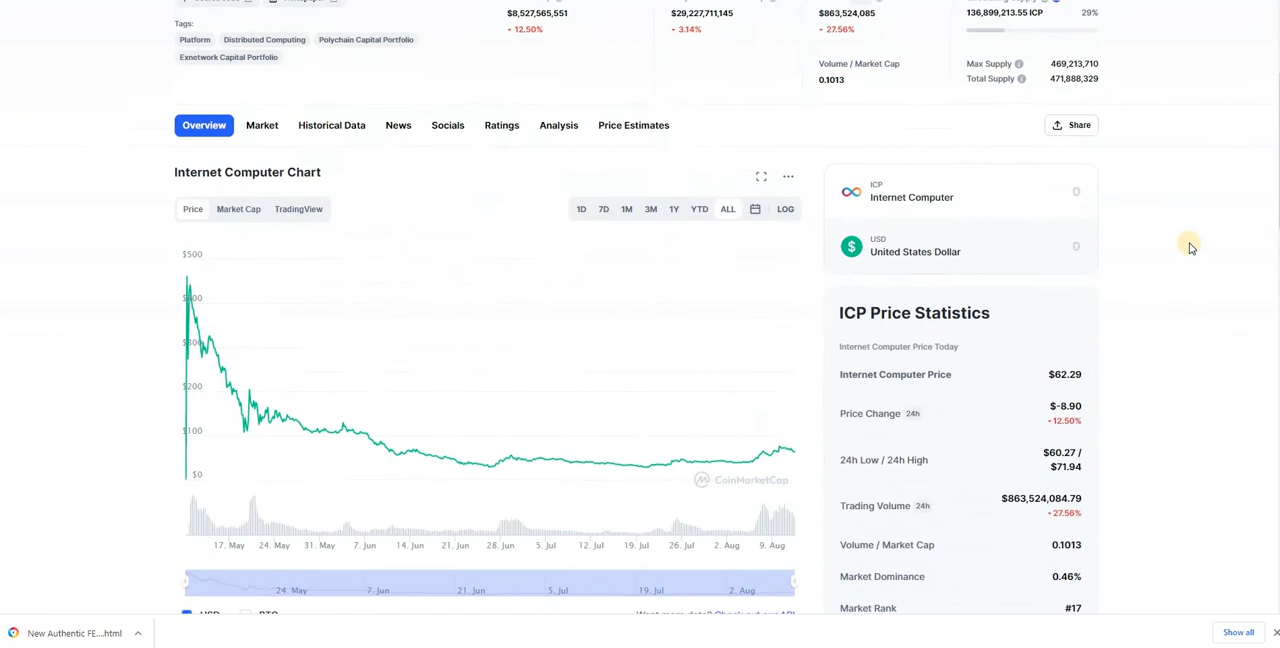 $8,527,565,551
$29,227,711,145
$863,524,085
136,899,213.55 ICP
29%
Tags:
12.50%
3.14%
27.56%
Platform
Distributed Computing
Polychain Capital Portfolio
Exnetwork Capital Portfolio
Volume / Market Cap
0.1013
Max Supply
469,213,710
Total Supply
471,888,329
Overview
Market
Historical Data
News
Socials
Ratings
Analysis
Price Estimates
Share
Internet Computer Chart
Price
Market Cap
TradingView
1D
7D
1M
3M
1Y
YTD
ALL
LOG
ICP
Internet Computer
0
USD
United States Dollar
0
$500
$200
$100
$0
CoinMarketCap
17. May
24. May
31. May
7. Jun
14. Jun
21. Jun
28. Jun
5. Jul
12. Jul
19. Jul
26. Jul
2. Aug
9. Aug
24. May
7. Jun
21. Jun
5. Jul
19. Jul
2. Aug
ICP Price Statistics
Internet Computer Price Today
Internet Computer Price
$62.29
Price Change 24h
$-8.90
12.50%
24h Low / 24h High
$60.27 /
$71.94
Trading Volume 24h
$863,524,084.79
27.56%
Volume / Market Cap
0.1013
Market Dominance
0.46%
Market Rank
#17
New Authentic FE....html
Show all